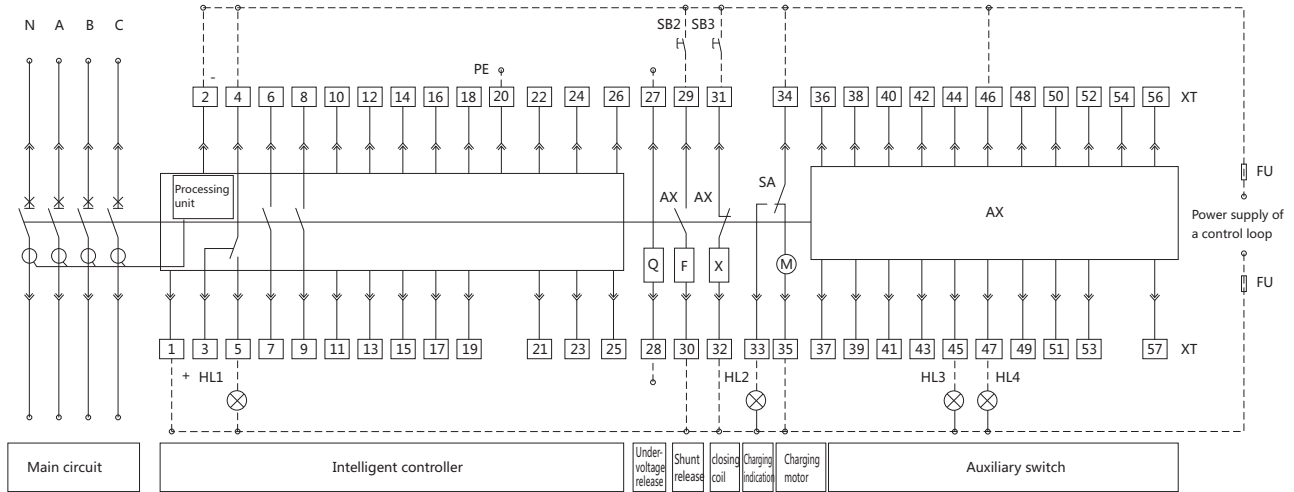 N A B C
SB2 SB3
PE
-
2 4 6 8 10 12 14 16 18 20 22 24 26 27 29 31 34 36 38 40 42 44 46 48 50 52 54 56 XT
FU
Processing
unit
SA
AX AX
AX
Power supply of
a control loop
Q F X M
FU
1 3 5 7 9 11 13 15 17 19 21 23 25 28 30 32 33 35 37 39 41 43 45 47 49 51 53 57 XT
+ HL1 HL2 HL3 HL4
Main circuit
Intelligent controller
Under-
voltage
release
Shunt
release
closing
coil
Charging
indication
Charging
motor
Auxiliary switch